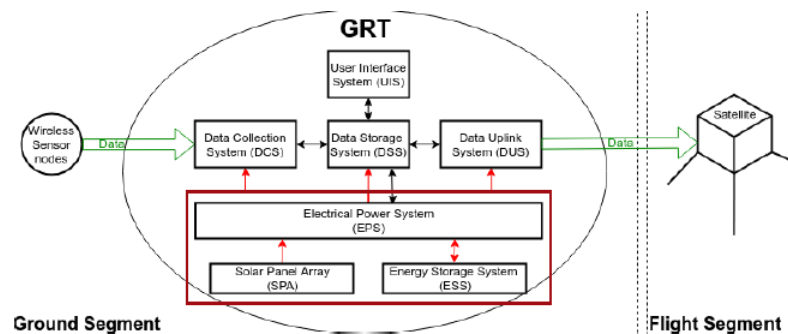 GRT
User Interface
System (UIS)
Wireless
Sensor
nodes
Data
Data Collection
System (DCS)
Data Storage
System (DSS)
Data Uplink
System (DUS)
Data
Satellite
Electrical Power System
(EPS)
Solar Panel Array
(SPA)
Energy Storage System
(ESS)
Ground Segment
Flight Segment